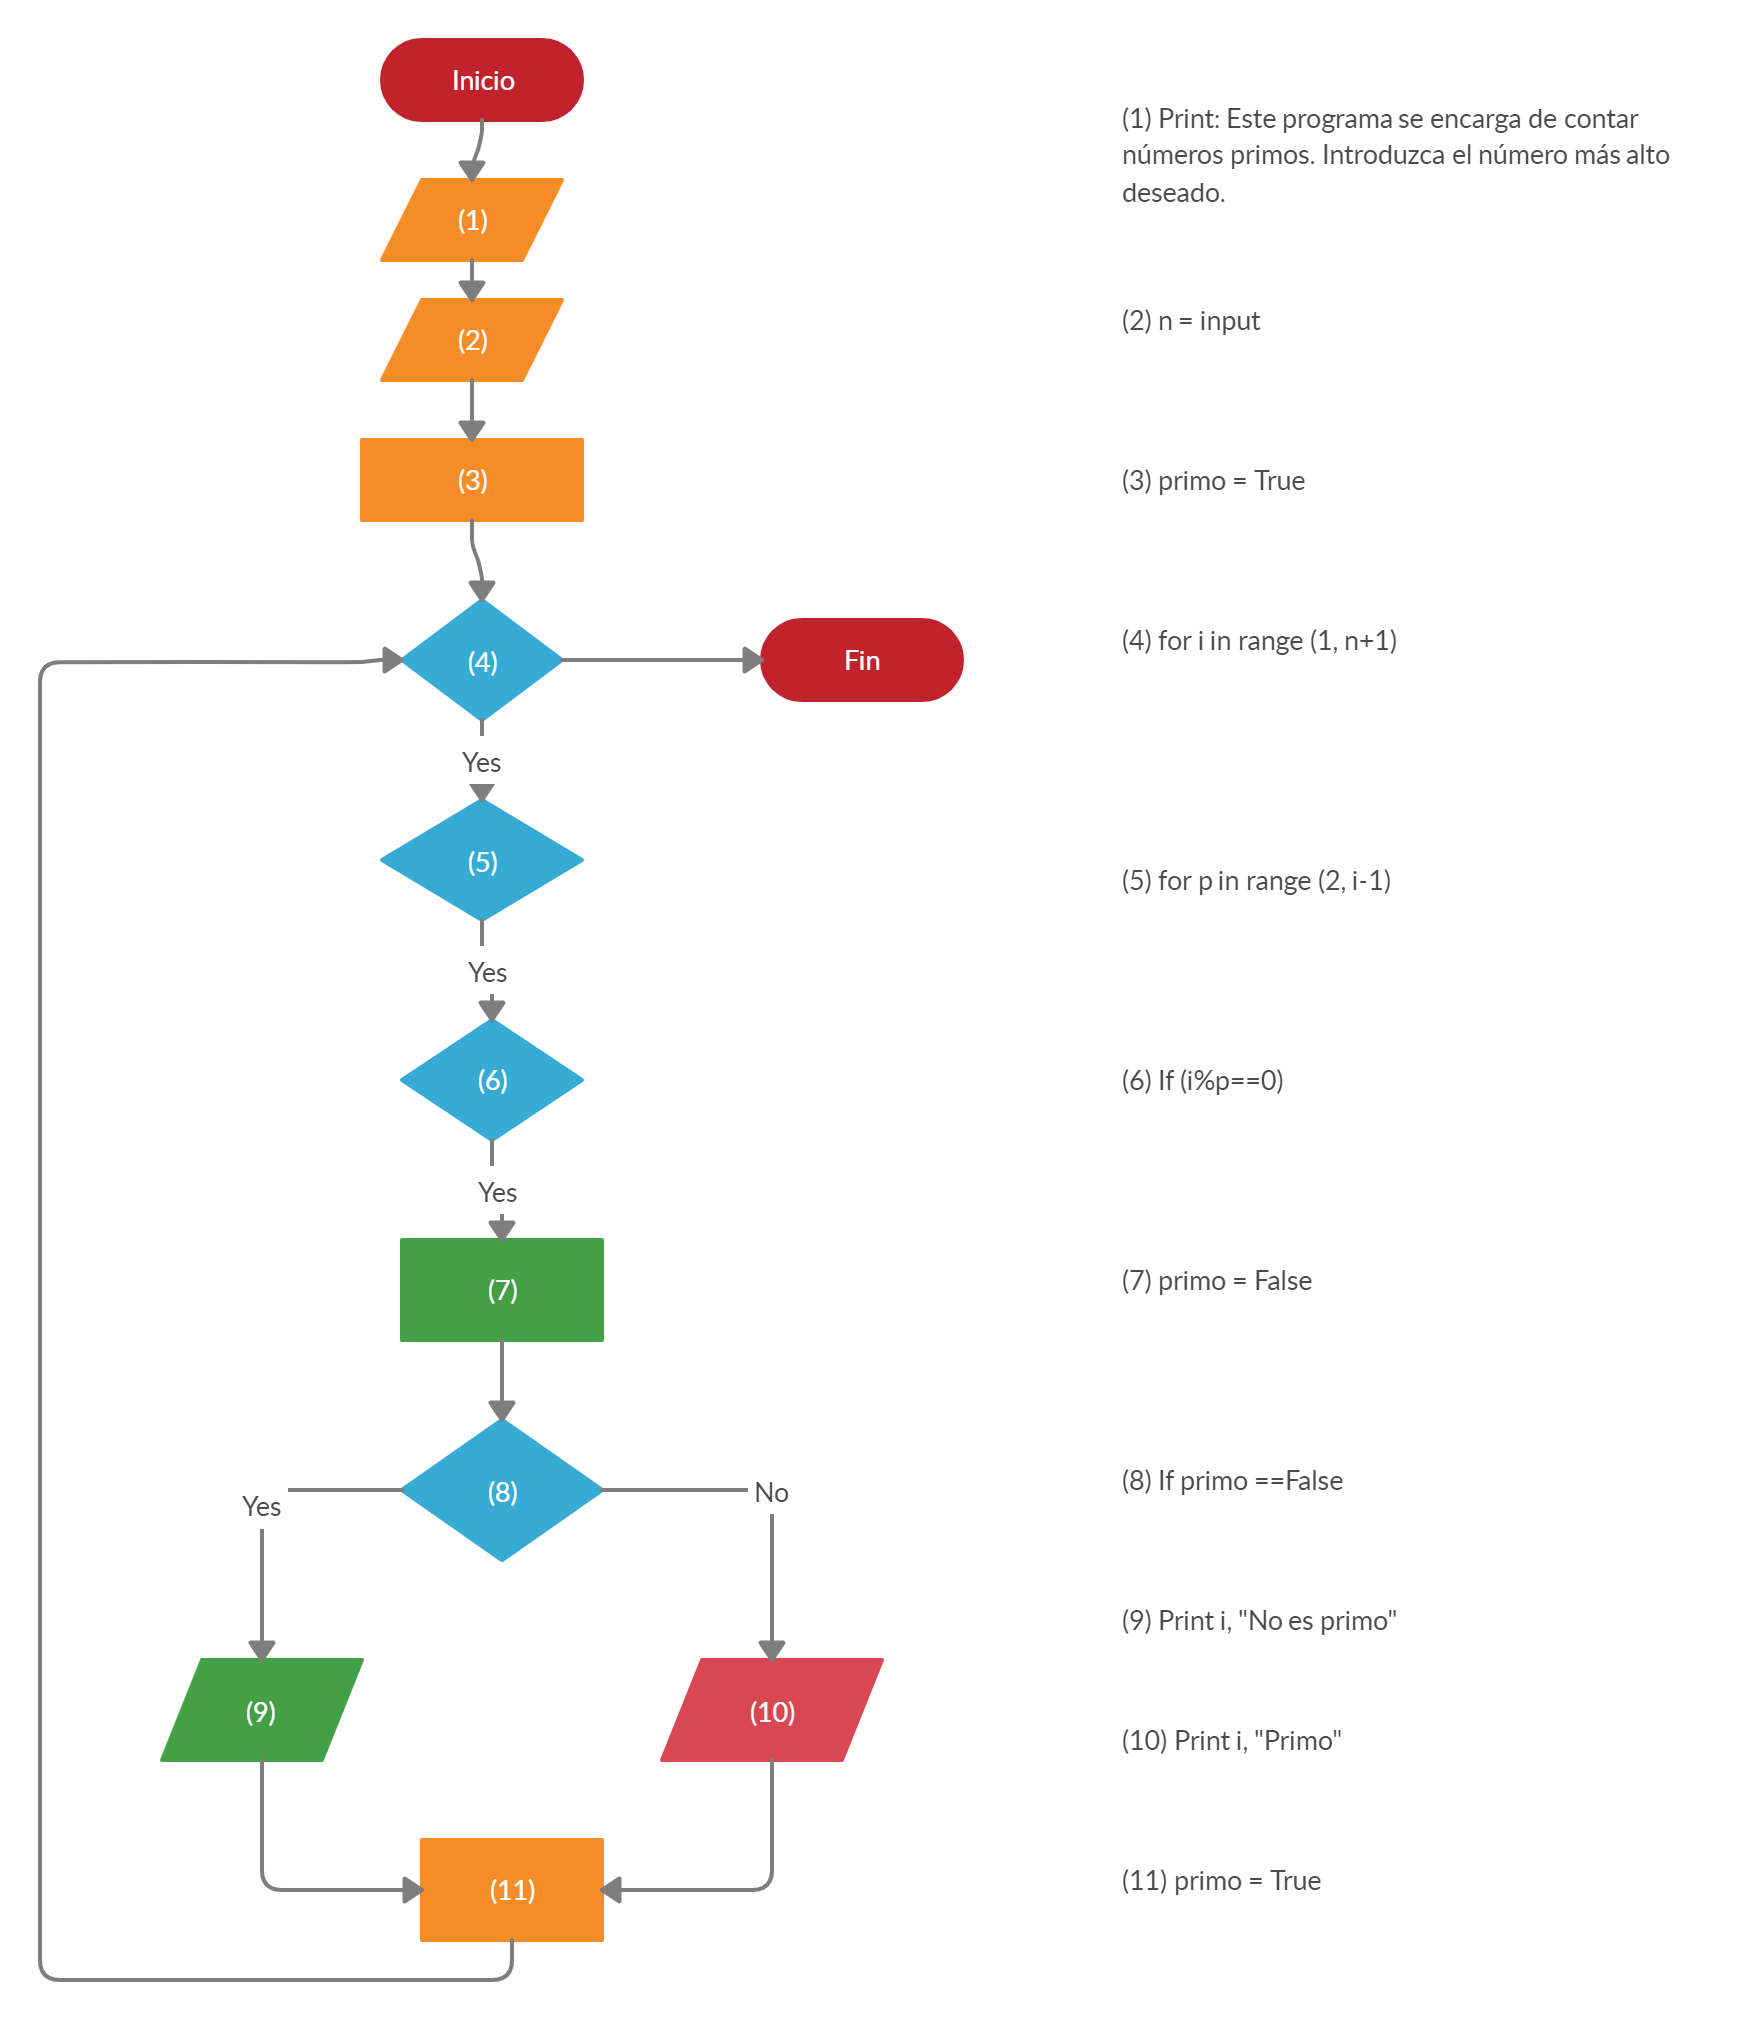 Inicio
(1) Print: Este programa se encarga de contar
números primos. Introduzca el número más alto
deseado.
(1)
(2) n = input
(2)
(3) primo = True
(3)
(4) for i in range (1, n+1)
(4)
Fin
Yes
(5) for p in range (2, i-1)
(5)
Yes
(6) If (i%p==0)
(6)
Yes
(7) primo = False
(7)
(8) If primo ==False
(8)
Yes
No
(9) Print i, "No es primo"
(9)
(10)
(10) Print i, "Primo"
(11) primo = True
(11)